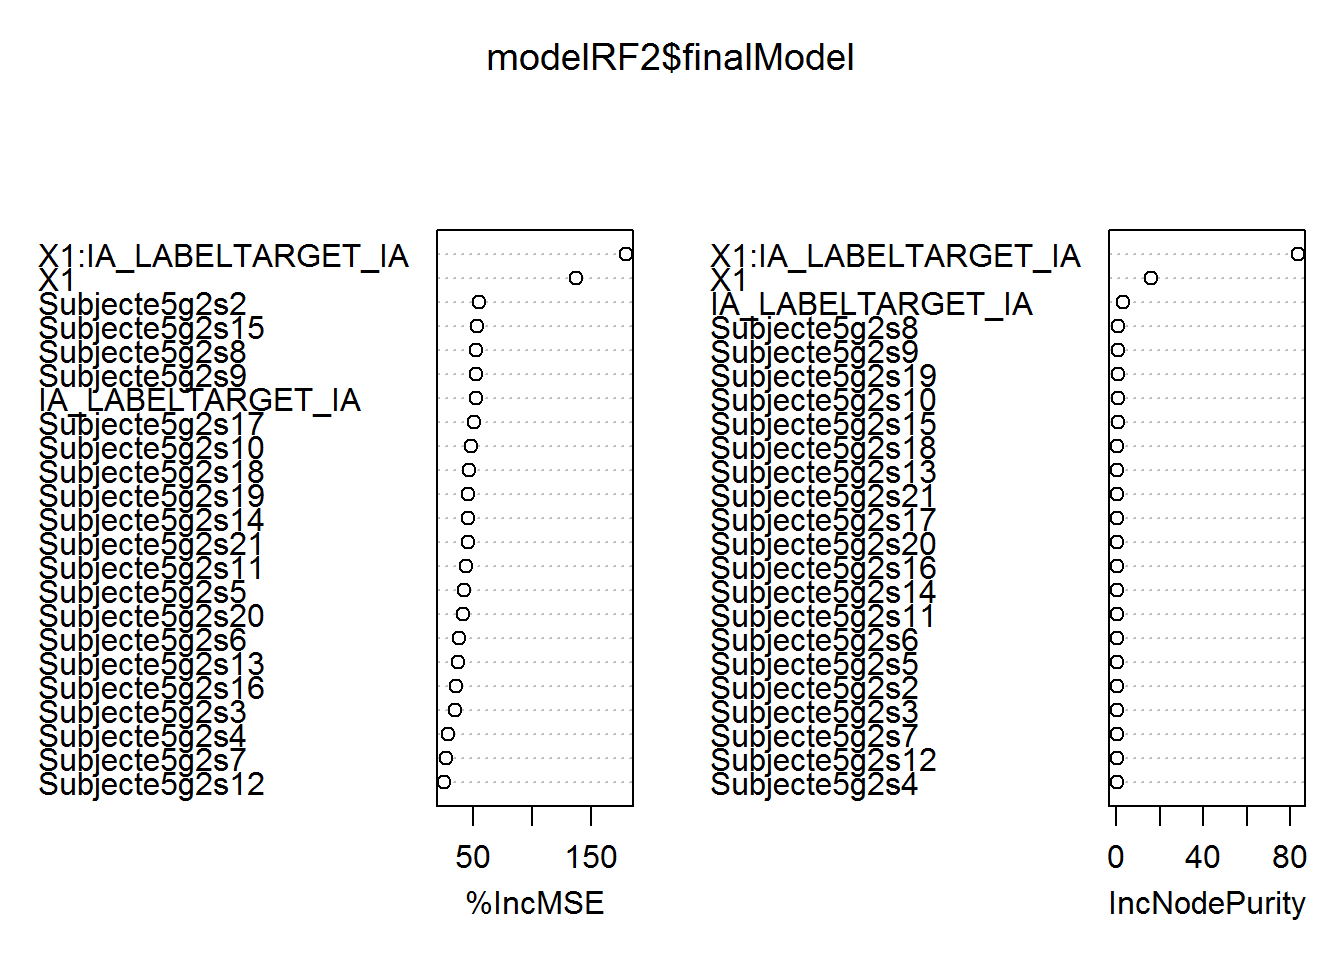 modelRF2$finalModel
X1:IA_LABELTARGET_IA
X1
Subjecte5g2s2
Subjecte5g2s15
Subjecte5g2s8
Subjecte5g2s9
IA_LABELTARGET_IA
Subjecte5g2s17
Subjecte5g2s10
Subjecte5g2s18
Subjecte5g2s19
Subjecte5g2s14
Subjecte5g2s21
Subjecte5g2s11
Subjecte5g2s5
Subjecte5g2s20
Subjecte5g2s6
Subjecte5g2s13
Subjecte5g2s16
Subjecte5g2s3
Subjecte5g2s4
Subjecte5g2s7
Subjecte5g2s12
50 150
%IncMSE
X1:IA_LABELTARGET_IA
X1
IA_LABELTARGET_IA
Subjecte5g2s8
Subjecte5g2s9
Subjecte5g2s19
Subjecte5g2s10
Subjecte5g2s15
Subjecte5g2s18
Subjecte5g2s13
Subjecte5g2s21
Subjecte5g2s17
Subjecte5g2s20
Subjecte5g2s16
Subjecte5g2s14
Subjecte5g2s11
Subjecte5g2s6
Subjecte5g2s5
Subjecte5g2s2
Subjecte5g2s3
Subjecte5g2s7
Subjecte5g2s12
Subjecte5g2s4
0 40 80
IncNodePurity